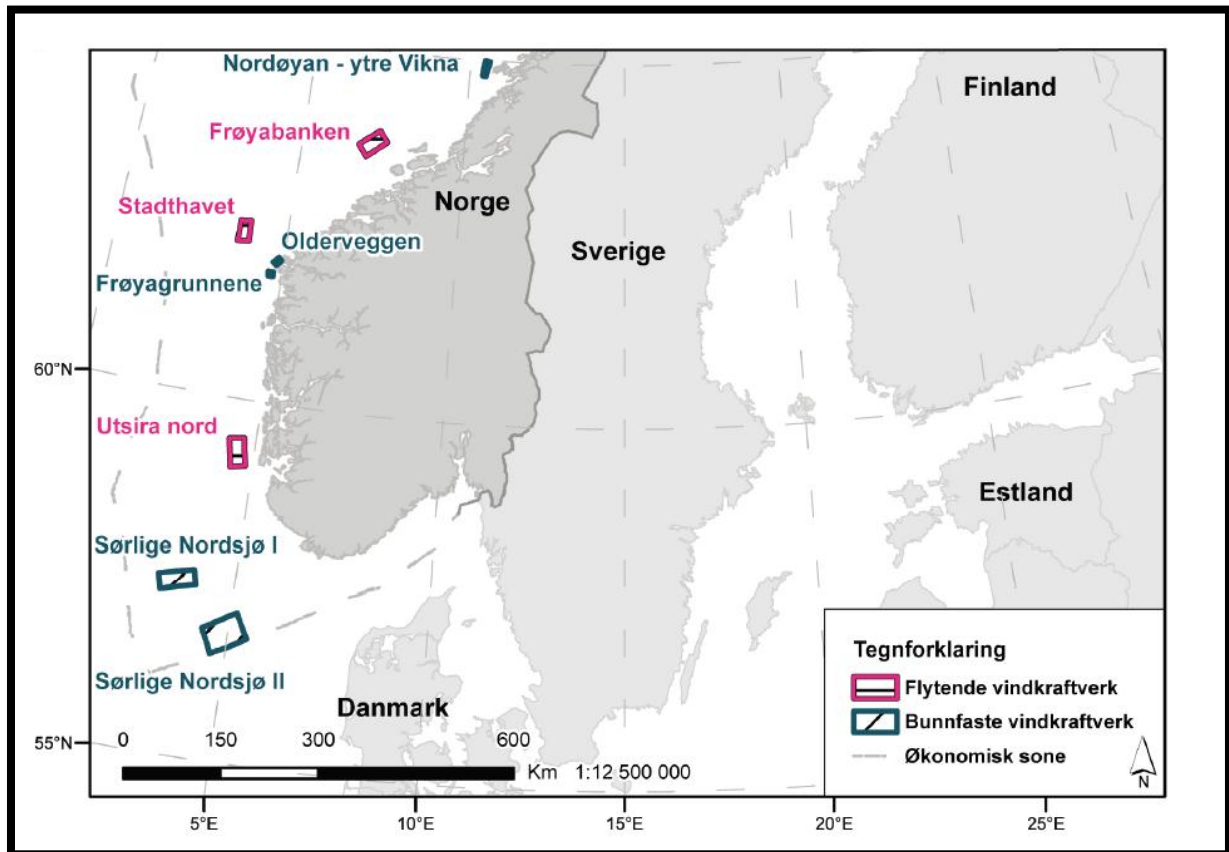 Nordøyan - ytre Vikna
Finland
Frøyabanken
Norge
Stadthavet
Olderveggen
Sverige
Frøyagrunnene
60°N
Utsira nord
Estland
Sørlige Nordsjø I
Sørlige Nordsjø II
Danmark
Tegnforklaring
Flytende vindkraftverk
Bunnfaste vindkraftverk
Økonomisk sone
N
0 150 300 600
Km 1:12 500 000
55°N
5°E 10°E 15°E 20°E 25°E